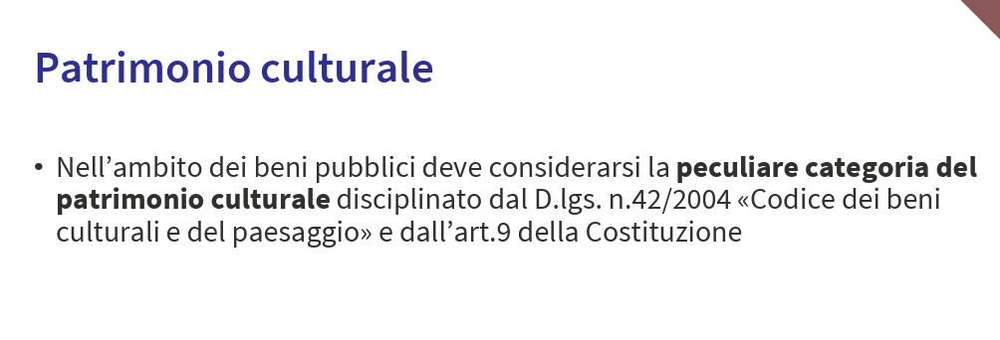 Patrimonio culturale
• Nell’ambito dei beni pubblici deve considerarsi la peculiare categoria del
patrimonio culturale disciplinato dal D.lgs. n.42/2004 «Codice dei beni
culturali e del paesaggio» e dall’art.9 della Costituzione